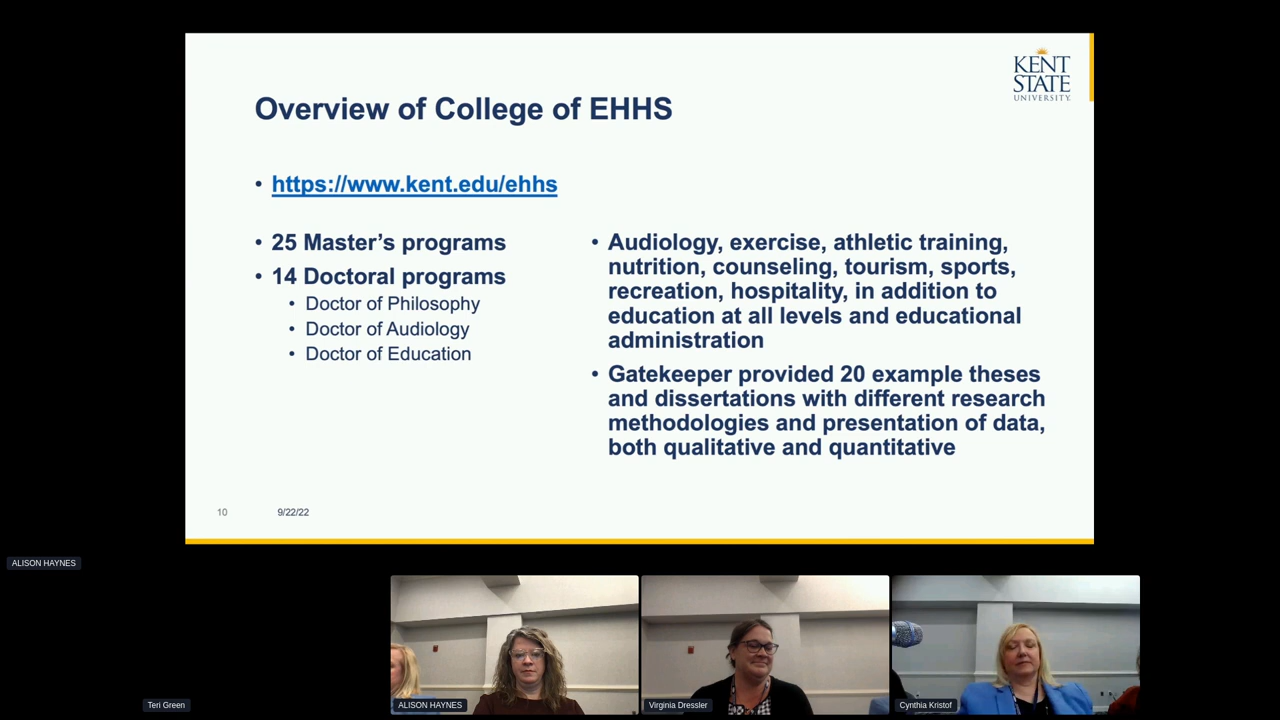 KENT
STATE
UNIVERSITY.
Overview of College of EHHS
• https://www.kent.edu/ehhs
• 25 Master's programs
• 14 Doctoral programs
• Doctor of Philosophy
• Doctor of Audiology
• Doctor of Education
• Audiology, exercise, athletic training,
nutrition, counseling, tourism, sports,
recreation, hospitality, in addition to
education at all levels and educational
administration
• Gatekeeper provided 20 example theses
and dissertations with different research
methodologies and presentation of data,
both qualitative and quantitative
10 9/22/22
ALISON HAYNES
Teri Green
ALISON HAYNES
Virginia Dressler
Cynthia Kristof